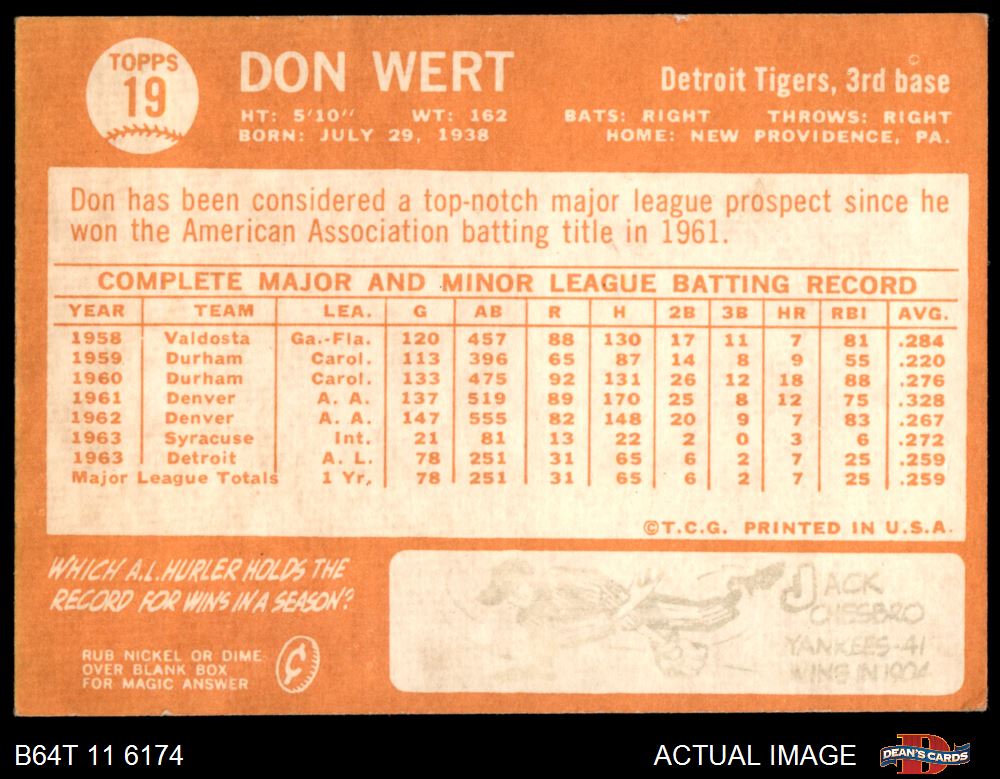 TOPPS
19
DON WERT
Detroit Tigers, 3rd base
HT: 5'10" WT: 162 BATS: RIGHT THROWS: RIGHT
BORN: JULY 29, 1938 HOME: NEW PROVIDENCE, PA.
Don has been considered a top-notch major league prospect since he
won the American Association batting title in 1961.
COMPLETE MAJOR AND MINOR LEAGUE BATTING RECORD
YEAR TEAM LEA. G AB R H 2B 3B HR RBI AVG.
1958 Valdosta Ga.-Fla. 120 457 88 130 17 11 7 81 .284
1959 Durham Carol. 113 396 65 87 14 8 9 55 .220
1960 Durham Carol. 133 475 92 131 26 12 18 88 .276
1961 Denver A. A. 137 519 89 170 25 8 12 75 .328
1962 Denver A. A. 147 555 82 148 20 9 7 83 .267
1963 Syracuse Int. 21 81 13 22 2 0 3 6 .272
1963 Detroit A. L. 78 251 31 65 6 2 7 25 .259
Major League Totals 1 Yr. 78 251 31 65 6 2 7 25 .259
©T.C.G. PRINTED IN U.S.A.
WHICH A.L. HURLER HOLDS THE
RECORD FOR WINS IN A SEASON?
RUB NICKEL OR DIME
OVER BLANK BOX
FOR MAGIC ANSWER
¢
JACK
CHESBRO
YANKEES-41
WINS IN 1904
B64T 11 6174
ACTUAL IMAGE
DEAN'S CARDS